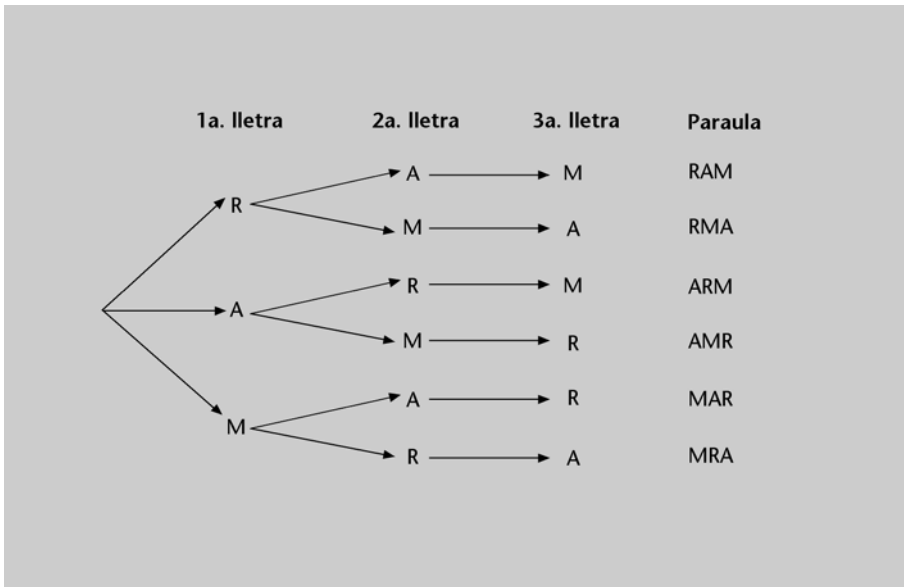 1a. lletra 2a. lletra 3a. lletra Paraula
A M RAM
R
M A RMA
R M ARM
A
M R AMR
A R MAR
M
R A MRA